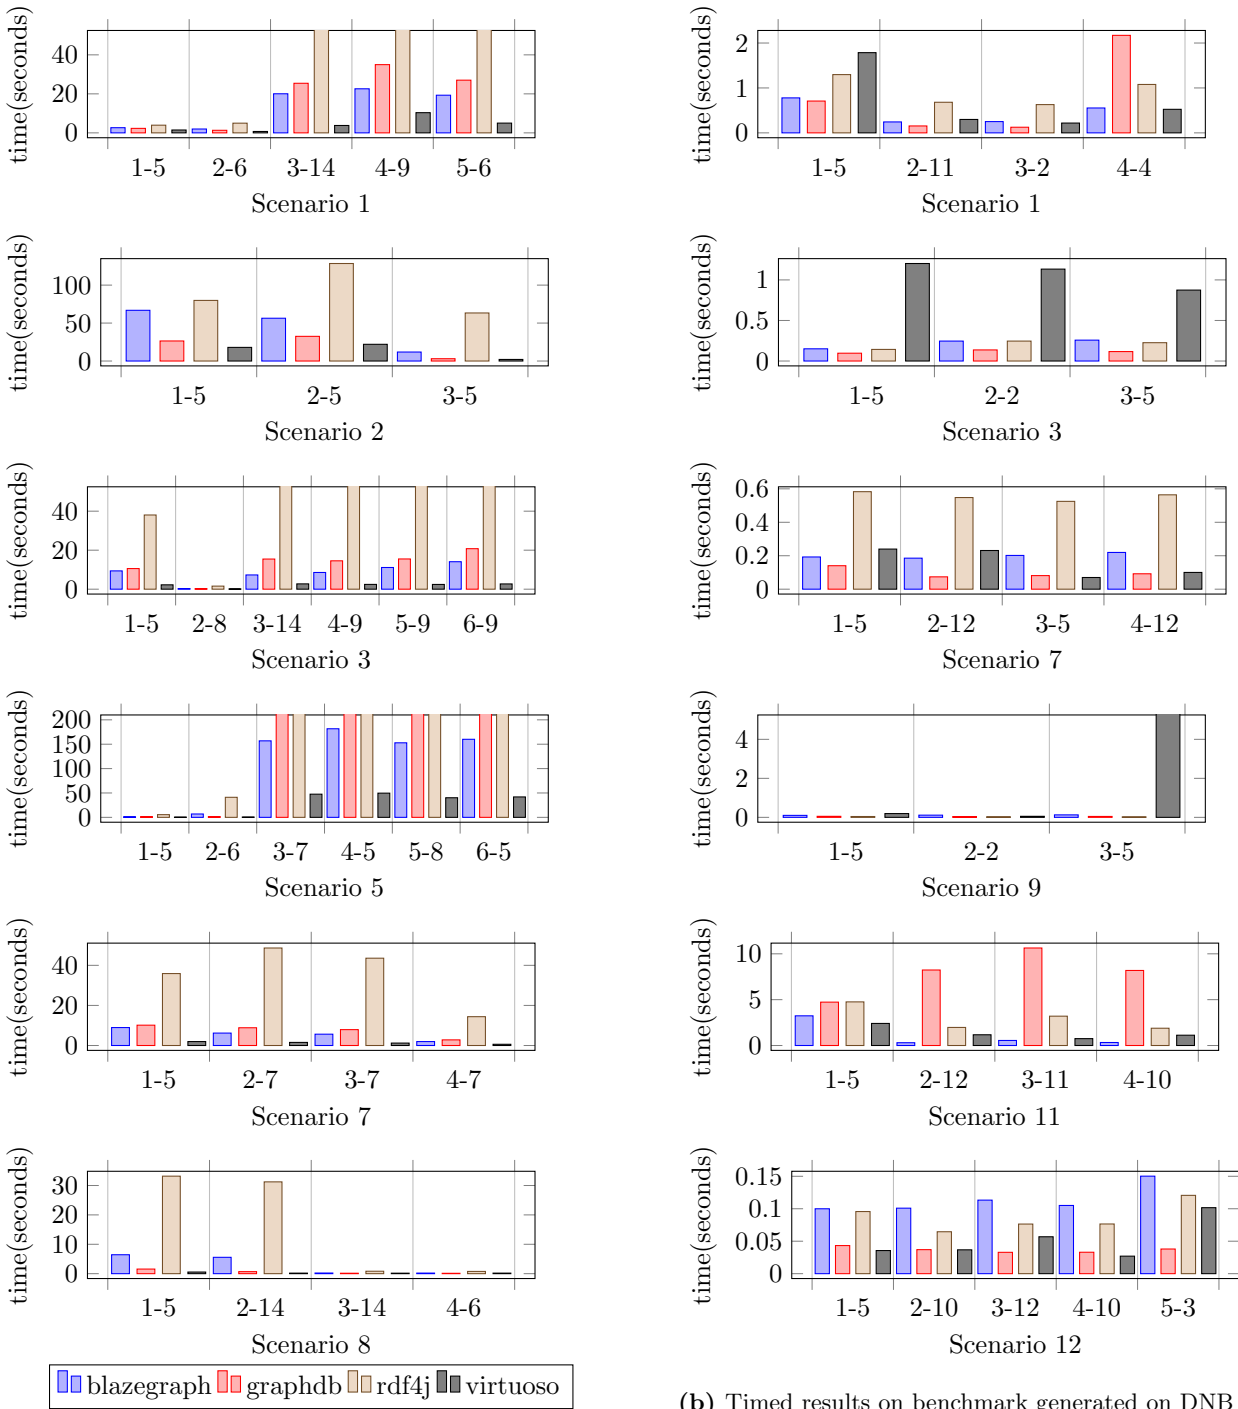 time(seconds)
40
20
0
1-5 2-6 3-14 4-9 5-6
Scenario 1
time(seconds)
100
50
0
1-5 2-5 3-5
Scenario 2
time(seconds)
40
20
0
1-5 2-8 3-14 4-9 5-9 6-9
Scenario 3
time(seconds)
200
150
100
50
0
1-5 2-6 3-7 4-5 5-8 6-5
Scenario 5
time(seconds)
40
20
0
1-5 2-7 3-7 4-7
Scenario 7
time(seconds)
30
20
10
0
1-5 2-14 3-14 4-6
Scenario 8
blazegraph graphdb rdf4j virtuoso
time(seconds)
2
1
0
1-5 2-11 3-2 4-4
Scenario 1
time(seconds)
1
0.5
0
1-5 2-2 3-5
Scenario 3
time(seconds)
0.6
0.4
0.2
0
1-5 2-12 3-5 4-12
Scenario 7
time(seconds)
4
2
0
1-5 2-2 3-5
Scenario 9
time(seconds)
10
5
0
1-5 2-12 3-11 4-10
Scenario 11
time(seconds)
0.15
0.1
0.05
0
1-5 2-10 3-12 4-10 5-3
Scenario 12
(b) Timed results on benchmark generated on DNB